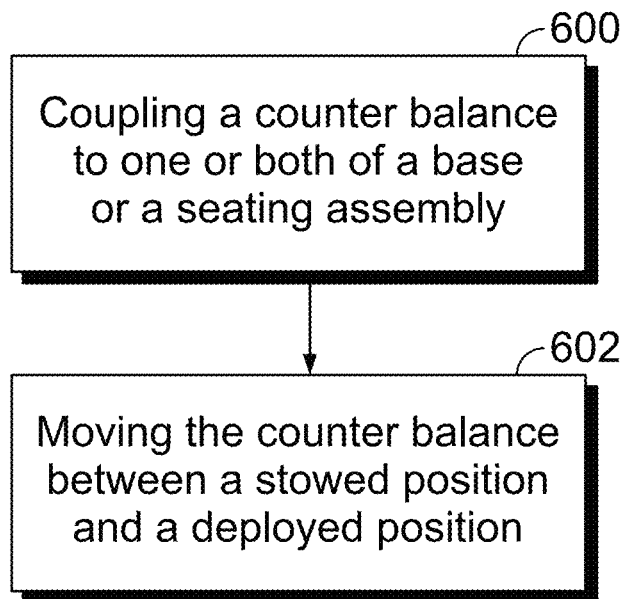 600
Coupling a counter balance
to one or both of a base
or a seating assembly
602
Moving the counter balance
between a stowed position
and a deployed position